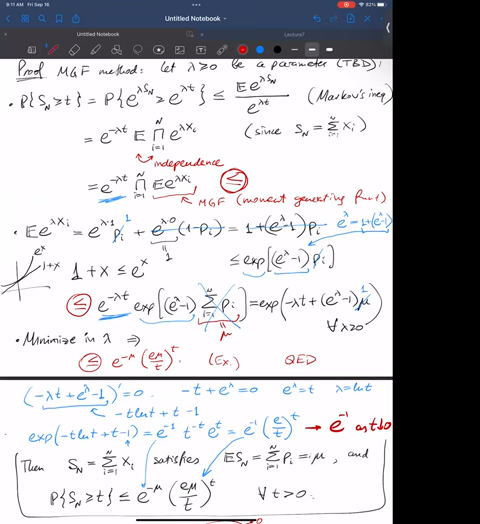 9:11 AM Fri Sep 16
82%
Untitled Notebook
Untitled Notebook
Lecture7
Proof MGF method: let λ≥0 be a parameter (TBD):
• P{S_N ≥ t} = P{e^{λS_N} ≥ e^{λt}} ≤ E e^{λS_N} / e^{λt} (Markov's ineq)
= e^{-λt} E ∏_{i=1}^N e^{λX_i} (since S_N = Σ_{i=1}^N X_i)
independence
= e^{-λt} ∏_{i=1}^N E e^{λX_i} ≤
MGF (moment generating
• E e^{λX_i} = e^{λ·1} p_i + e^{λ·0} (1-p_i) = 1+(e^λ-1) p_i e^λ = 1+(e^λ-1)
1
1
e^x
1+x
1+x ≤ e^x
≤ exp[(e^λ-1) p_i]
≤ e^{-λt} exp[(e^λ-1) Σ_{i=1}^N p_i] = exp(-λt + (e^λ-1) μ)
1
μ
∀λ≥0
• Minimize in λ ⇒
≤ e^{-μ} (eμ/t)^t (Ex.) QED
(-λt + e^λ - 1)' = 0 -t + e^λ = 0 e^λ = t λ = ln t
-t ln t + t - 1
exp(-t ln t + t - 1) = e^{-1} t^{-t} e^t = e^{-1} (e/t)^t → e^{-1} as t↓0
Then S_N = Σ_{i=1}^N X_i satisfies E S_N = Σ_{i=1}^N p_i =: μ, and
P{S_N ≥ t} ≤ e^{-μ} (eμ/t)^t ∀ t > 0.